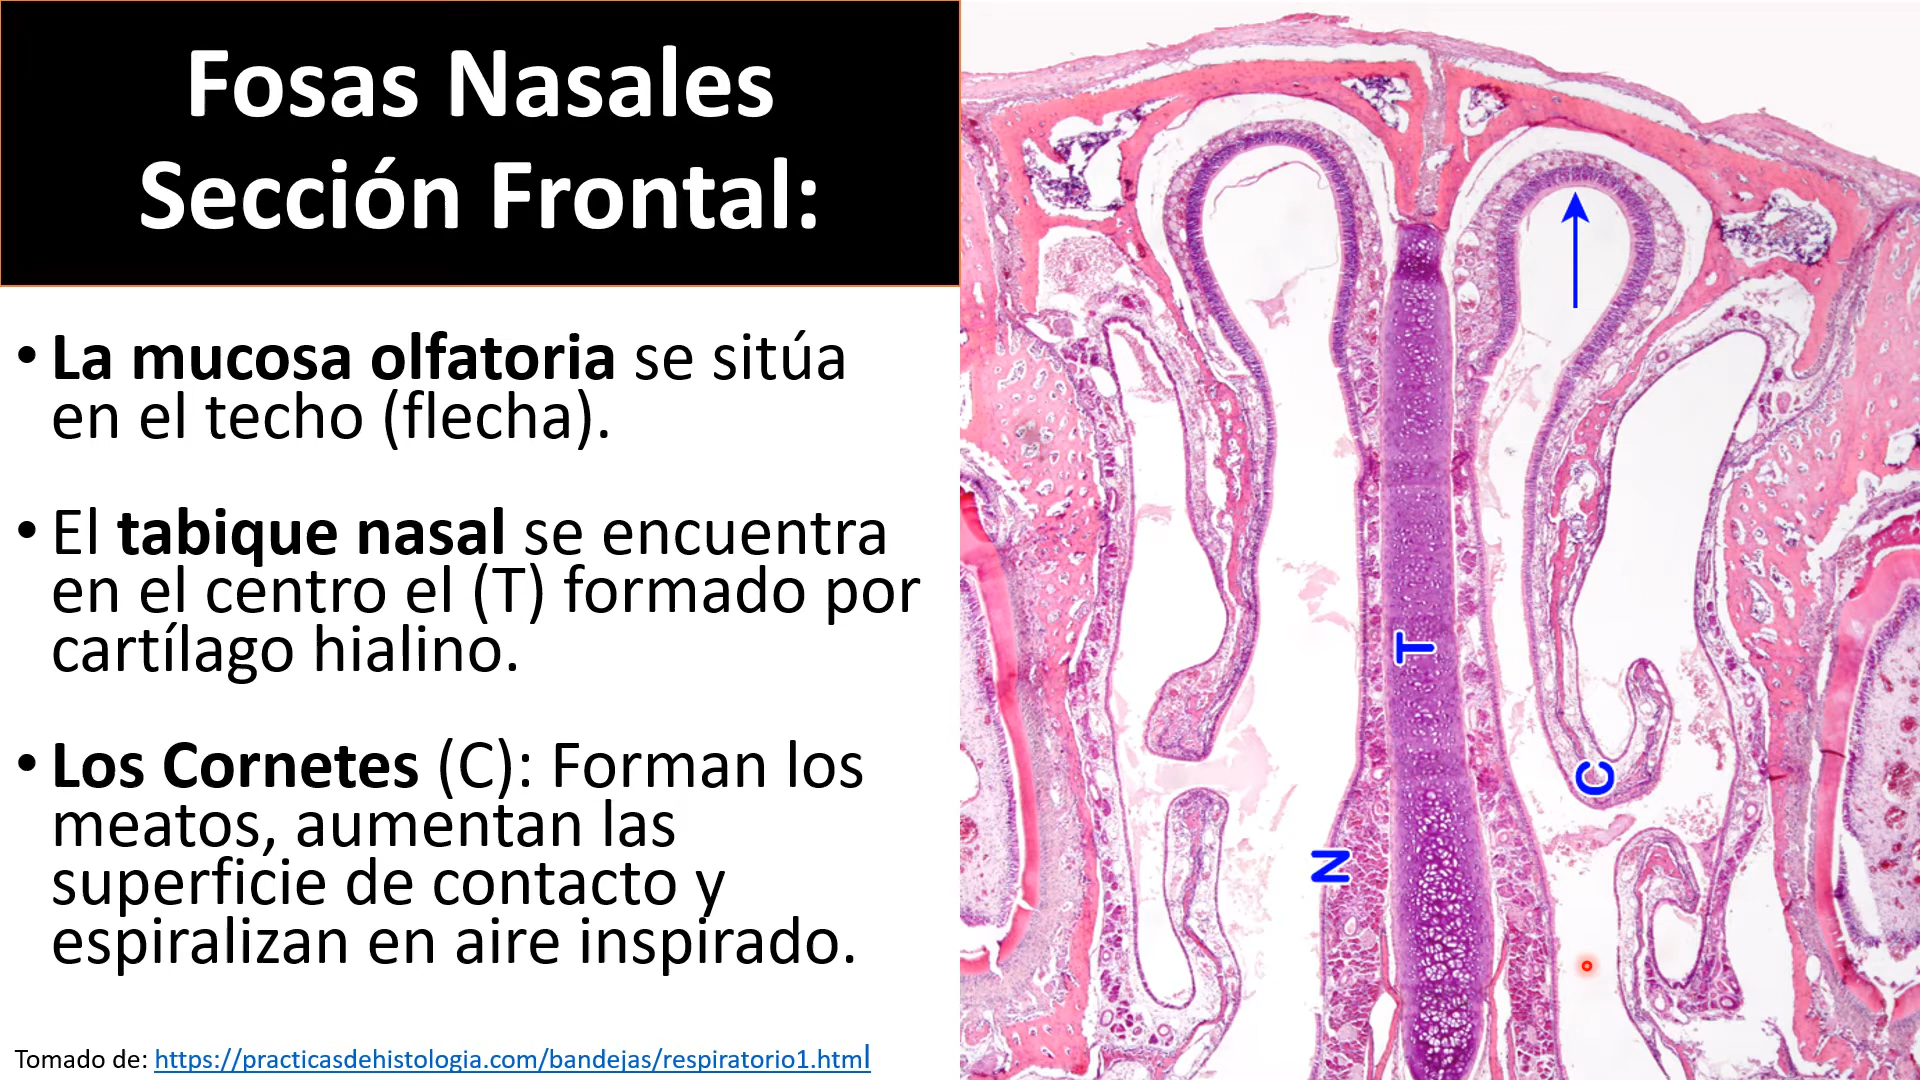 Fosas Nasales
Sección Frontal:
• La mucosa olfatoria se sitúa
en el techo (flecha).
• El tabique nasal se encuentra
en el centro el (T) formado por
cartílago hialino.
• Los Cornetes (C): Forman los
meatos, aumentan las
superficie de contacto y
espiralizan en aire inspirado.
Tomado de: https://practicasdehistologia.com/bandejas/respiratorio1.html
T
C
N